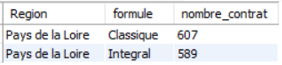 Region formule nombre_contrat
Pays de la Loire Classique 607
Pays de la Loire Integral 589